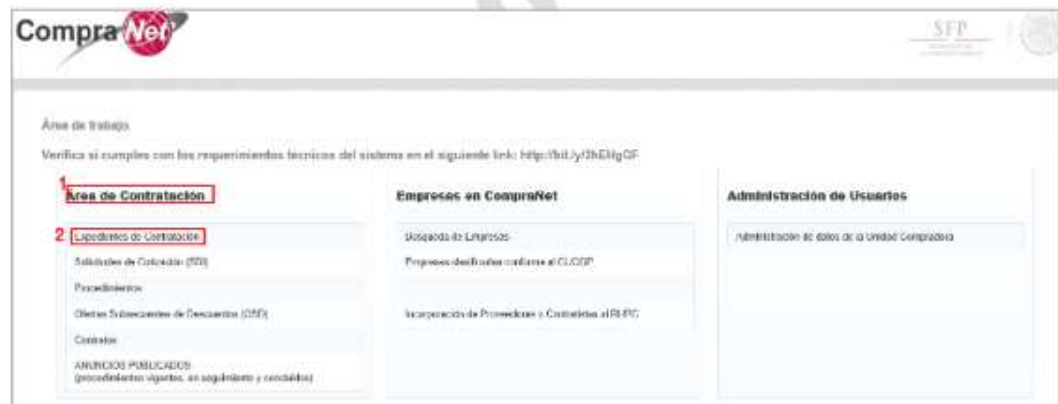 CompraNet
SFP
Área de trabajo
Verifica si cumples con los requerimientos técnicos del sistema en el siguiente link: http://bit.ly/2hENgGF
1
Área de Contratación
Empresas en CompraNet
Administración de Usuarios
2
Expedientes de Contratación
Búsqueda de Empresas
Administración de datos de la Unidad Compradora
Solicitudes de Cotización (SDI)
Empresas clasificadas conforme al CUCOP
Procedimientos
Ofertas Subsecuentes de Descuentos (OSD)
Incorporación de Proveedores y Contratistas al RUPC
Contratos
ANUNCIOS PUBLICADOS
(procedimientos vigentes, en seguimiento y concluidos)